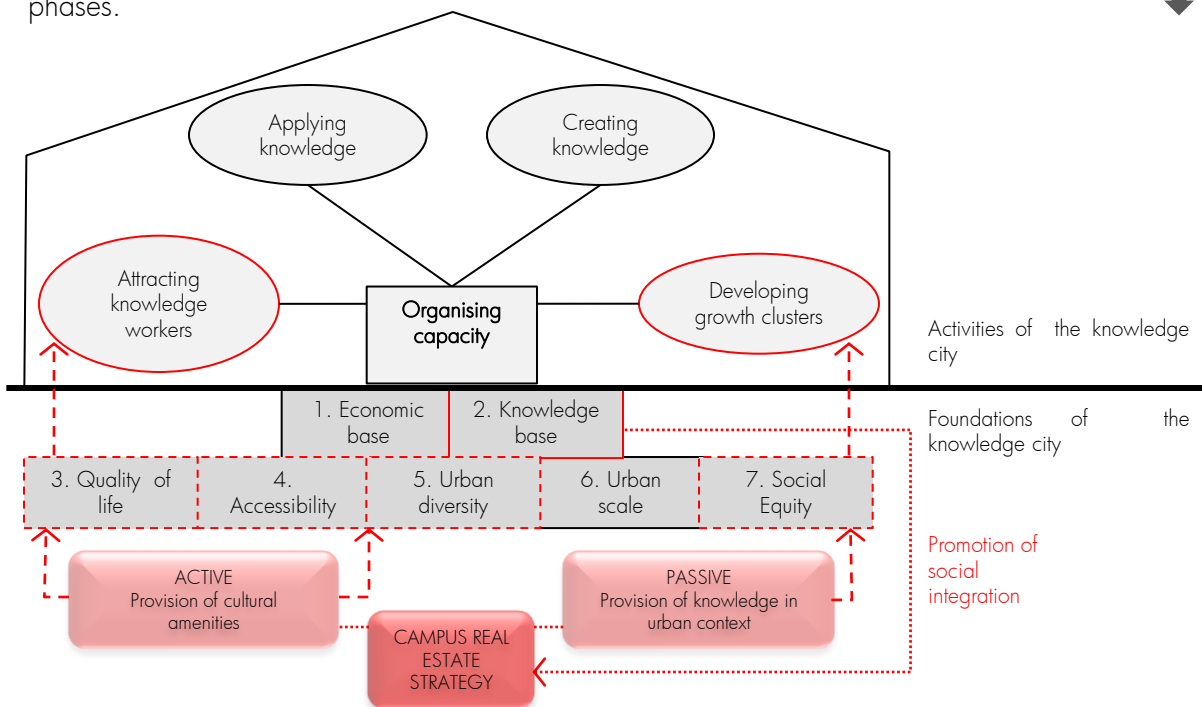 phases.
Applying
knowledge
Creating
knowledge
Attracting
knowledge
workers
Organising
capacity
Developing
growth clusters
Activities of the knowledge
city
1. Economic
base
2. Knowledge
base
Foundations of the
knowledge city
3. Quality of
life
4.
Accessibility
5. Urban
diversity
6. Urban
scale
7. Social
Equity
Promotion of
social
integration
ACTIVE
Provision of cultural
amenities
PASSIVE
Provision of knowledge in
urban context
CAMPUS REAL
ESTATE
STRATEGY